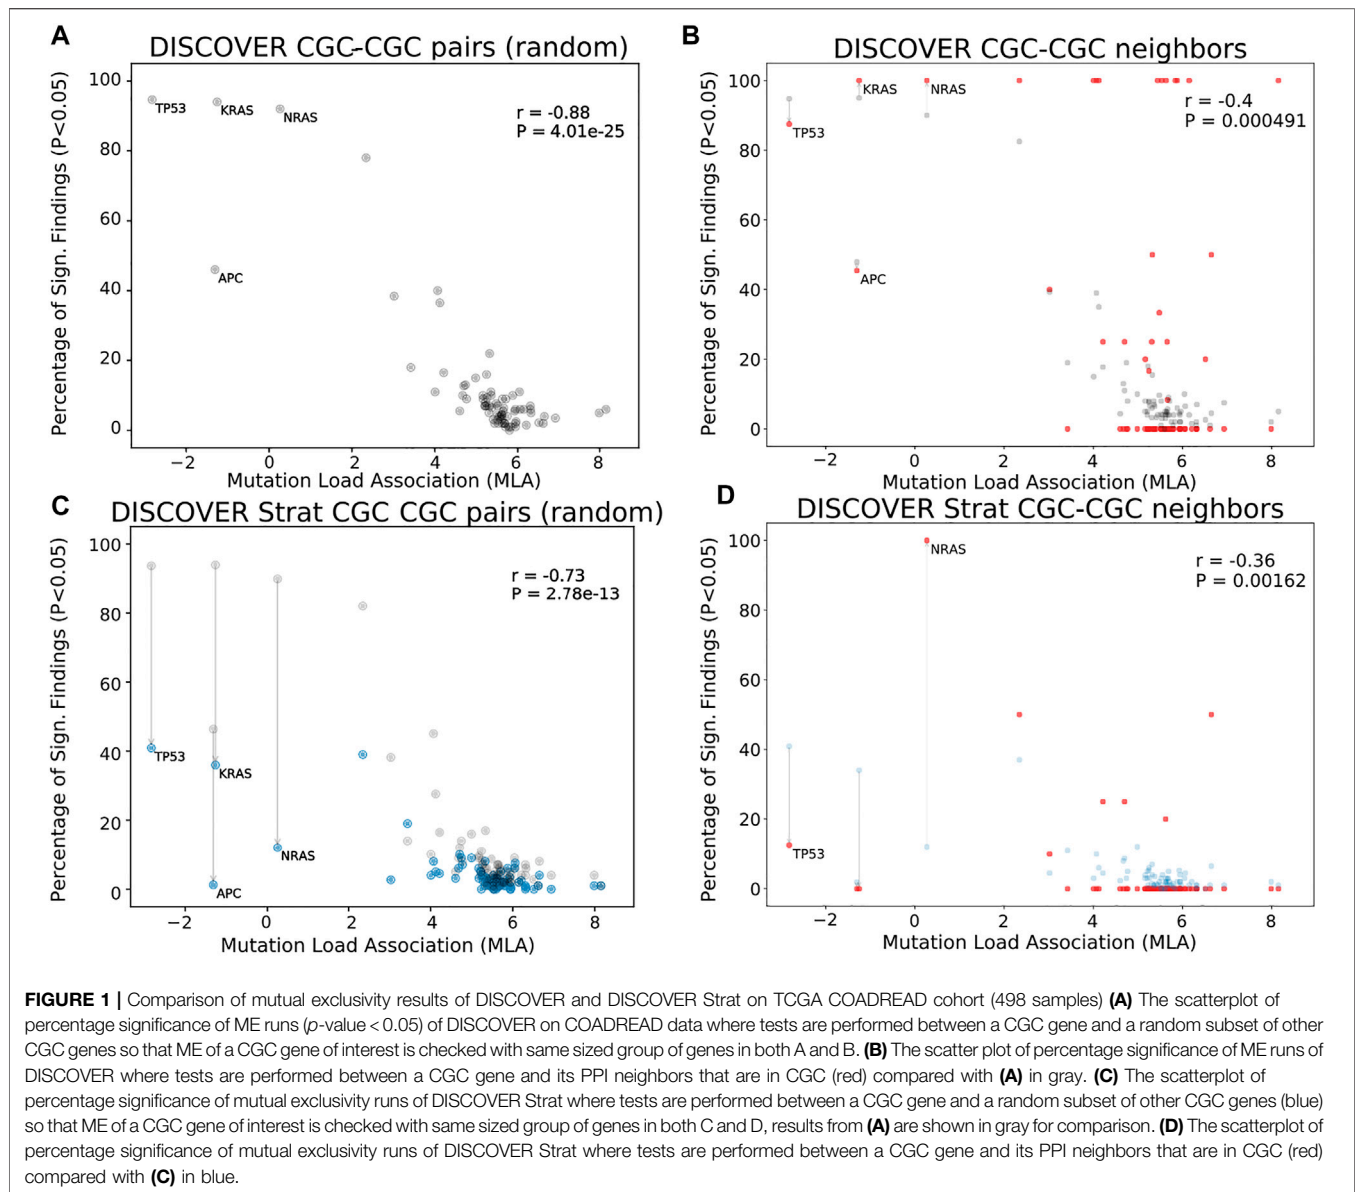 A
DISCOVER CGC-CGC pairs (random)
Percentage of Sign. Findings (P<0.05)
100
80
60
40
20
0
TP53
KRAS
NRAS
APC
r = -0.88
P = 4.01e-25
−2
0
2
4
6
8
Mutation Load Association (MLA)
B
DISCOVER CGC-CGC neighbors
Percentage of Sign. Findings (P<0.05)
100
80
60
40
20
0
KRAS
NRAS
TP53
APC
r = -0.4
P = 0.000491
−2
0
2
4
6
8
Mutation Load Association (MLA)
C
DISCOVER Strat CGC CGC pairs (random)
Percentage of Sign. Findings (P<0.05)
100
80
60
40
20
0
TP53
KRAS
NRAS
APC
r = -0.73
P = 2.78e-13
−2
0
2
4
6
8
Mutation Load Association (MLA)
D
DISCOVER Strat CGC-CGC neighbors
Percentage of Sign. Findings (P<0.05)
100
80
60
40
20
0
NRAS
TP53
r = -0.36
P = 0.00162
−2
0
2
4
6
8
Mutation Load Association (MLA)
FIGURE 1 | Comparison of mutual exclusivity results of DISCOVER and DISCOVER Strat on TCGA COADREAD cohort (498 samples) (A) The scatterplot of
percentage significance of ME runs (p-value < 0.05) of DISCOVER on COADREAD data where tests are performed between a CGC gene and a random subset of other
CGC genes so that ME of a CGC gene of interest is checked with same sized group of genes in both A and B. (B) The scatter plot of percentage significance of ME runs of
DISCOVER where tests are performed between a CGC gene and its PPI neighbors that are in CGC (red) compared with (A) in gray. (C) The scatterplot of
percentage significance of mutual exclusivity runs of DISCOVER Strat where tests are performed between a CGC gene and a random subset of other CGC genes (blue)
so that ME of a CGC gene of interest is checked with same sized group of genes in both C and D, results from (A) are shown in gray for comparison. (D) The scatterplot of
percentage significance of mutual exclusivity runs of DISCOVER Strat where tests are performed between a CGC gene and its PPI neighbors that are in CGC (red)
compared with (C) in blue.